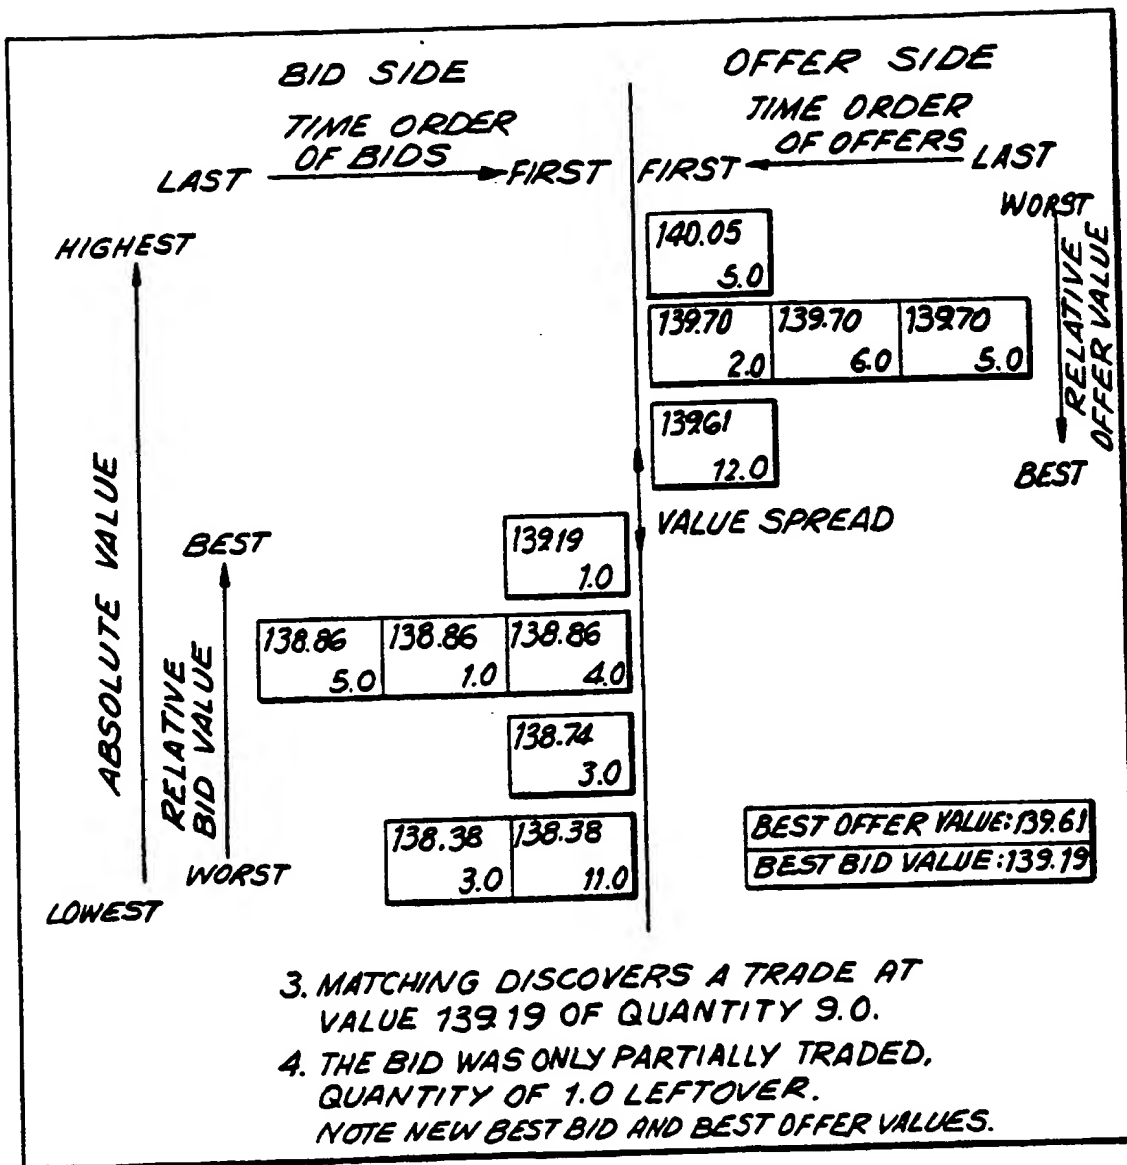 BID SIDE
OFFER SIDE
TIME ORDER
OF BIDS
LAST
FIRST
TIME ORDER
OF OFFERS
FIRST
LAST
HIGHEST
ABSOLUTE VALUE
LOWEST
BEST
RELATIVE
BID VALUE
WORST
WORST
RELATIVE
OFFER VALUE
BEST
140.05
5.0
139.70 139.70 139.70
2.0 6.0 5.0
139.61
12.0
VALUE SPREAD
139.19
1.0
138.86 138.86 138.86
5.0 1.0 4.0
138.74
3.0
138.38 138.38
3.0 11.0
BEST OFFER VALUE: 139.61
BEST BID VALUE: 139.19
3. MATCHING DISCOVERS A TRADE AT
VALUE 139.19 OF QUANTITY 9.0.
4. THE BID WAS ONLY PARTIALLY TRADED,
QUANTITY OF 1.0 LEFTOVER.
NOTE NEW BEST BID AND BEST OFFER VALUES.